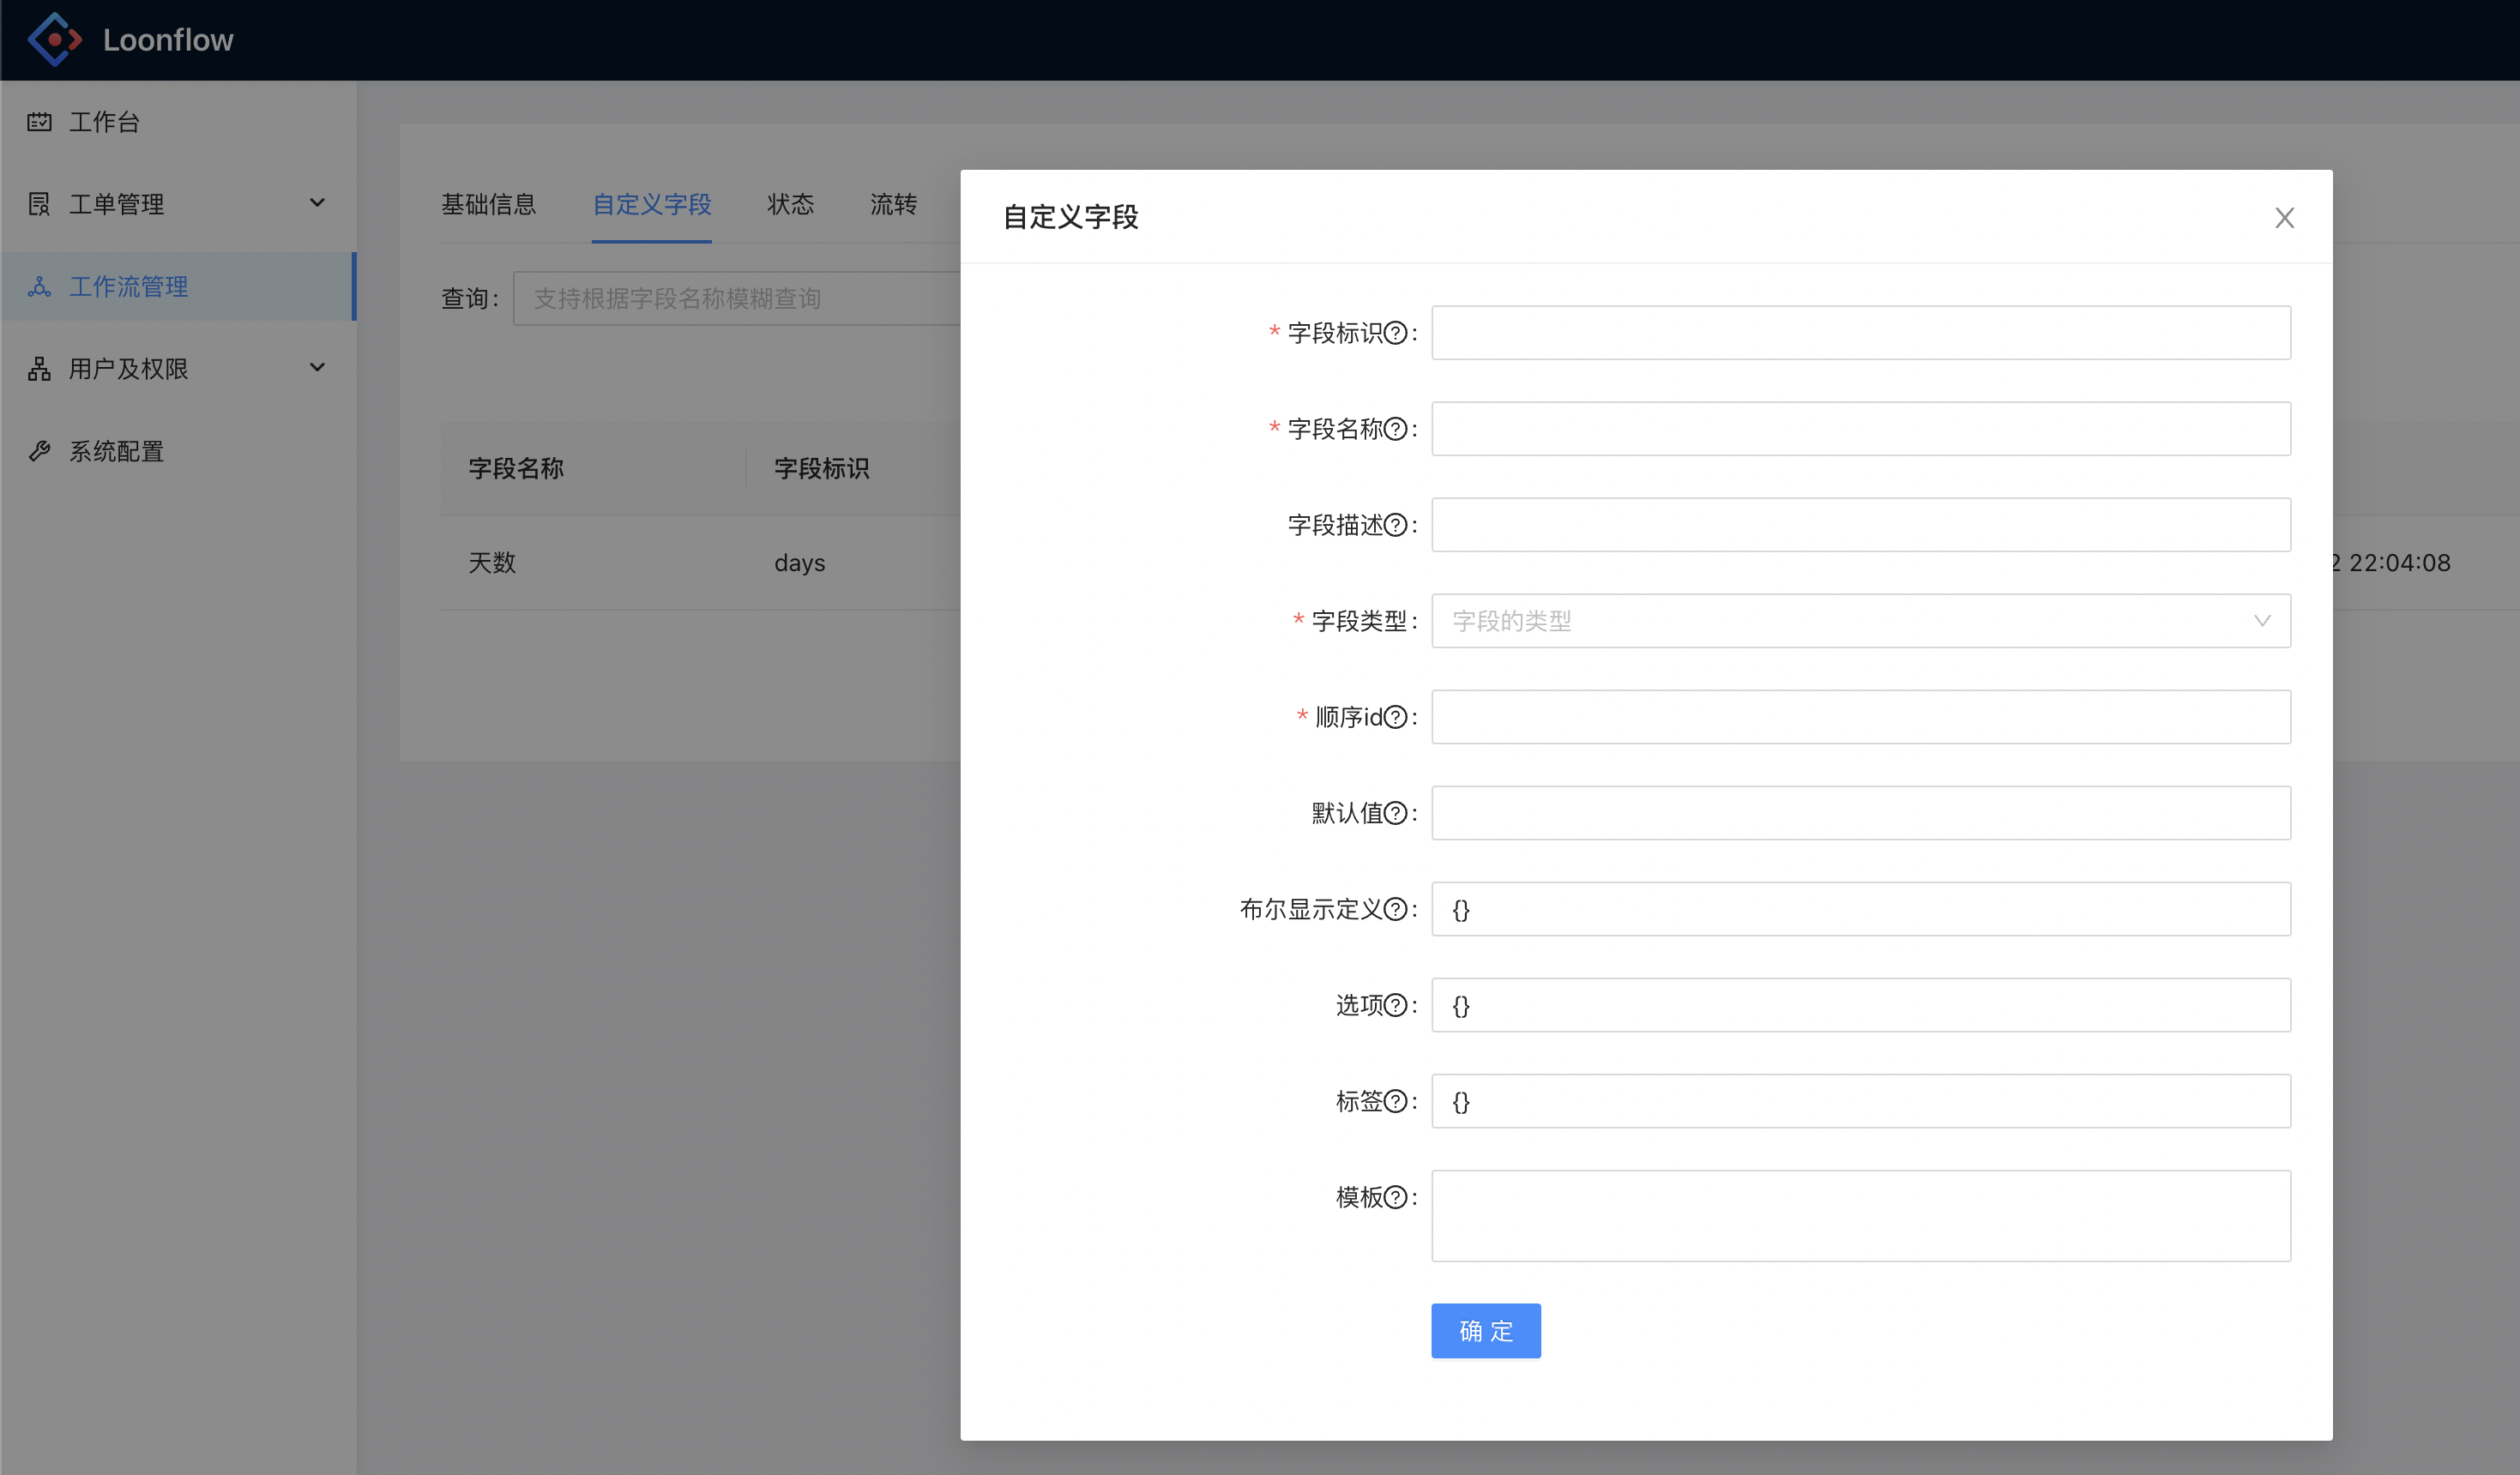 Loonflow
工作台
工单管理
工作流管理
用户及权限
系统配置
基础信息 自定义字段 状态 流转
查询: 支持根据字段名称模糊查询
字段名称 字段标识
天数 days 2 22:04:08
自定义字段
* 字段标识?:
* 字段名称?:
字段描述?:
* 字段类型: 字段的类型
* 顺序id?:
默认值?:
布尔显示定义?: {}
选项?: {}
标签?: {}
模板?:
确 定